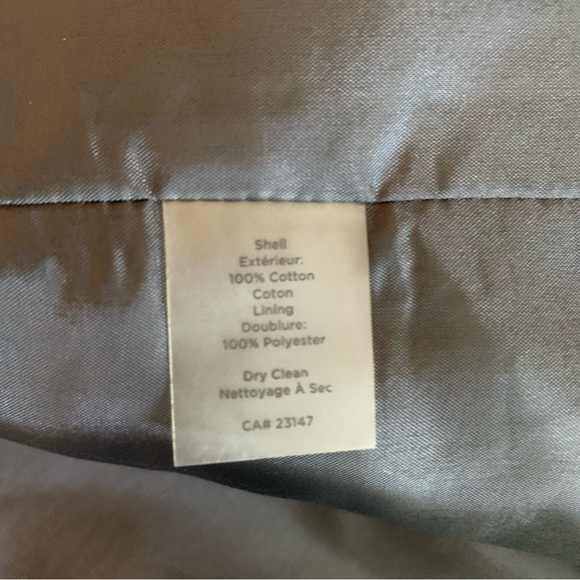 Shell
Extérieur:
100% Cotton
Coton
Lining
Doublure:
100% Polyester
Dry Clean
Nettoyage À Sec
CA# 23147